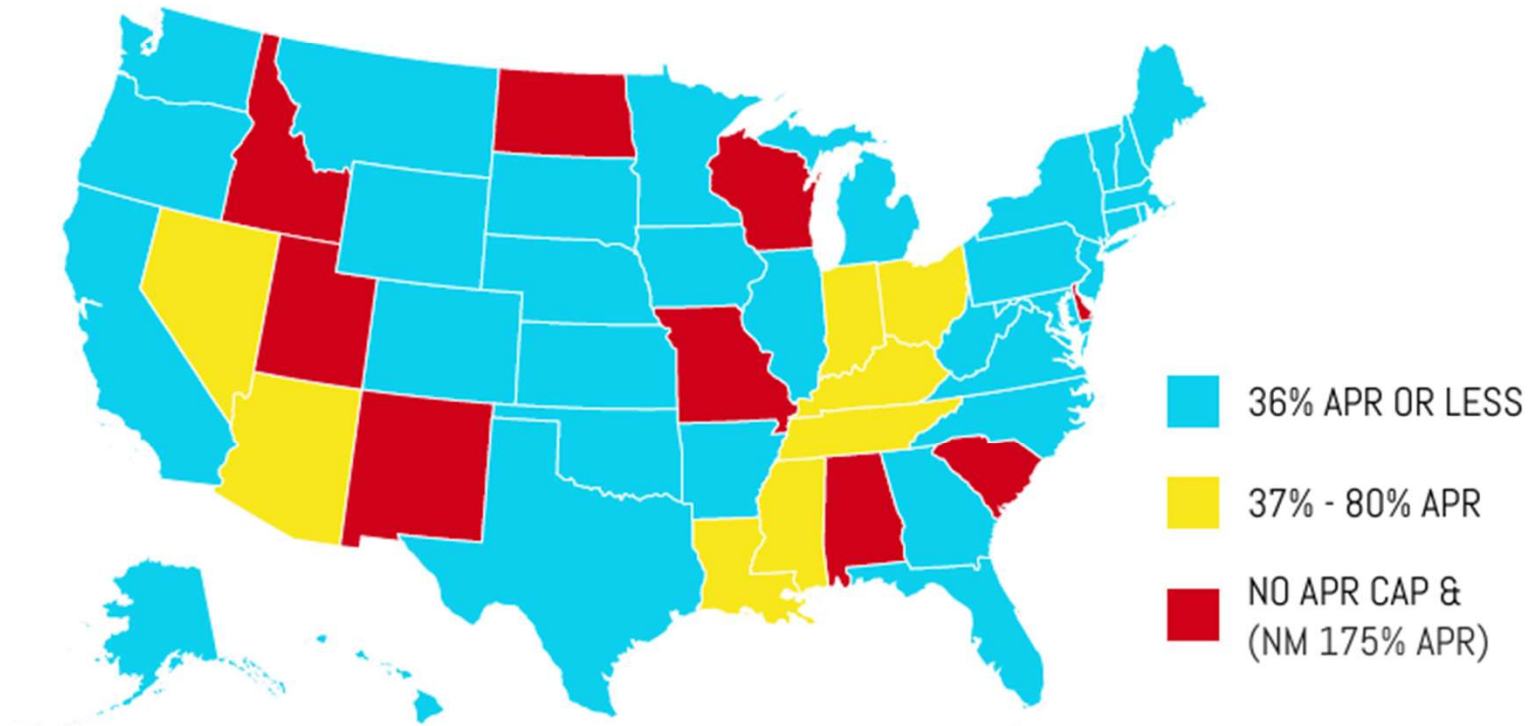 36% APR OR LESS
37% - 80% APR
NO APR CAP &
(NM 175% APR)